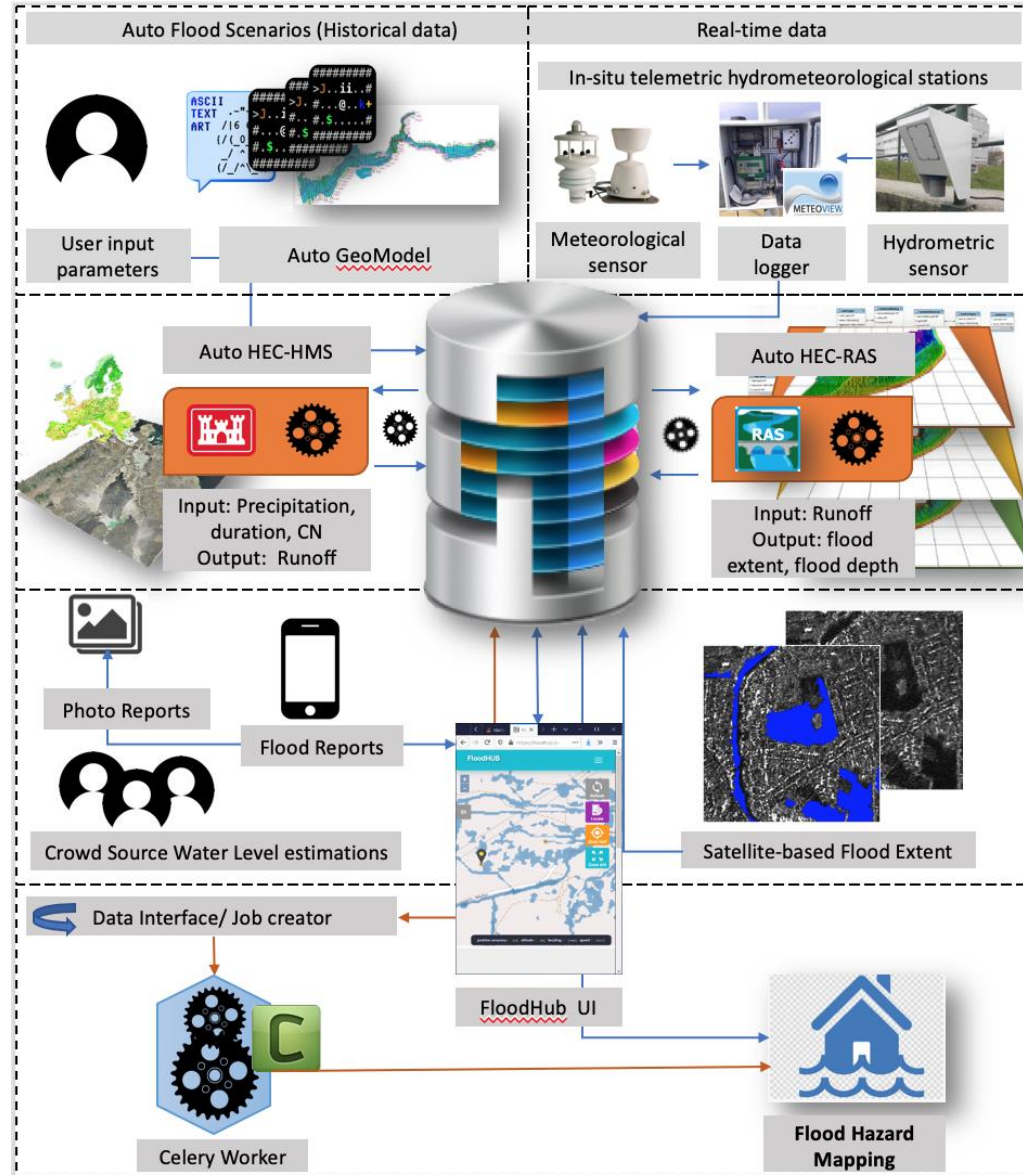 Auto Flood Scenarios (Historical data)
Real-time data
In-situ telemetric hydrometeorological stations
ASCII
TEXT
ART
METEOVIEW
User input
parameters
Auto GeoModel
Meteorological
sensor
Data
logger
Hydrometric
sensor
Auto HEC-HMS
Auto HEC-RAS
RAS
Input: Precipitation,
duration, CN
Output: Runoff
Input: Runoff
Output: flood
extent, flood depth
Photo Reports
Flood Reports
FloodHUB
Crowd Source Water Level estimations
Satellite-based Flood Extent
Data Interface/ Job creator
FloodHub UI
C
Celery Worker
Flood Hazard
Mapping